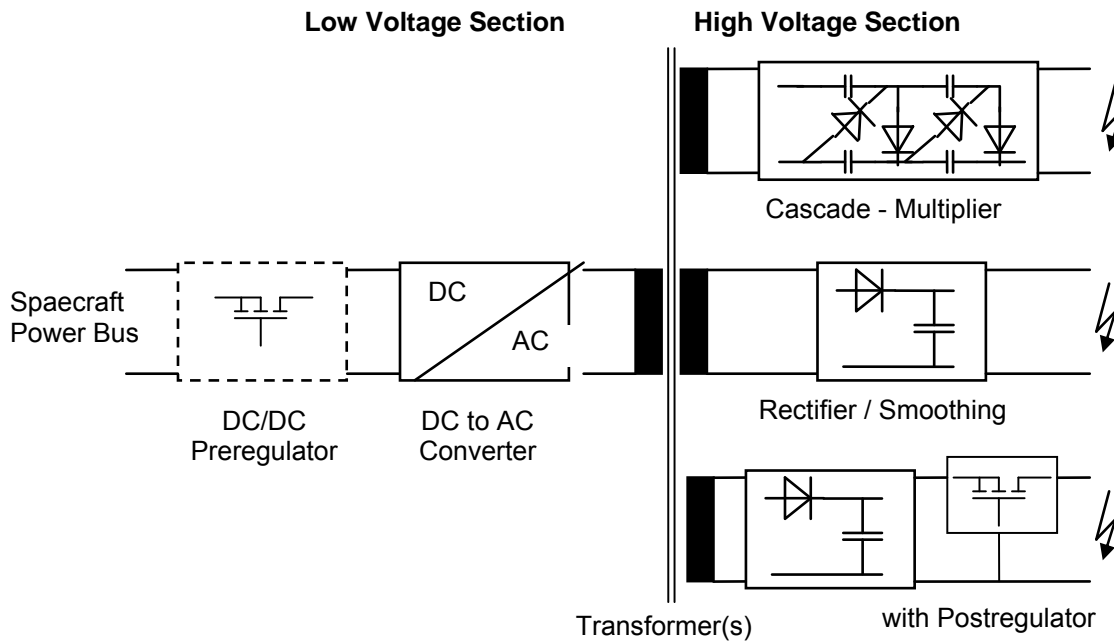 Low Voltage Section
High Voltage Section
Cascade - Multiplier
Spaecraft
Power Bus
DC
AC
DC/DC
Preregulator
DC to AC
Converter
Rectifier / Smoothing
with Postregulator
Transformer(s)